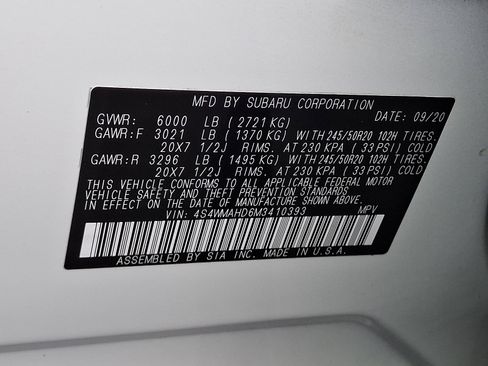 MFD BY SUBARU CORPORATION
DATE: 09/20
GVWR: 6000 LB (2721 KG)
GAWR:F 3021 LB (1370 KG) WITH 245/50R20 102H TIRES.
20X7 1/2J RIMS. AT 230 KPA (33 PSI) COLD
GAWR:R 3296 LB (1495 KG) WITH 245/50R20 102H TIRES.
20X7 1/2J RIMS. AT 230 KPA (33 PSI) COLD
THIS VEHICLE CONFORMS TO ALL APPLICABLE FEDERAL MOTOR
VEHICLE SAFETY AND THEFT PREVENTION STANDARDS
IN EFFECT ON THE DATE OF MANUFACTURE SHOWN ABOVE.
VIN: 4S4WMAHD6M3410393 MPV
ASSEMBLED BY SIA INC. MADE IN U.S.A.